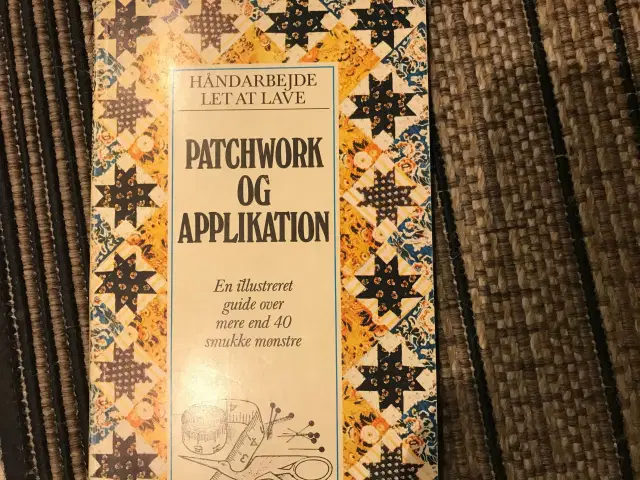 HÅNDARBEJDE
LET AT LAVE
PATCHWORK
OG
APPLIKATION
En illustreret
guide over
mere end 40
smukke mønstre